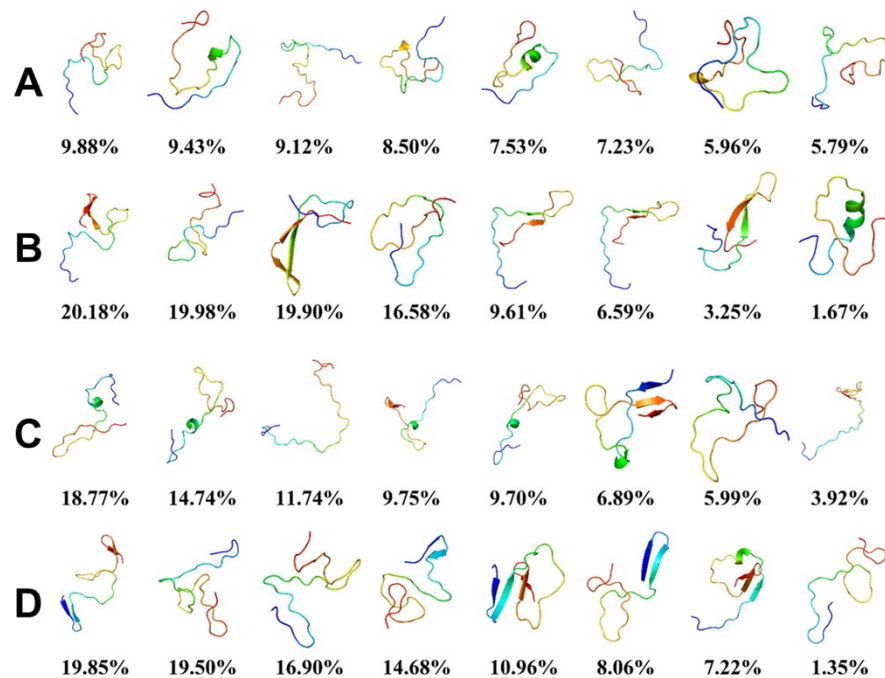 A
9.88% 9.43% 9.12% 8.50% 7.53% 7.23% 5.96% 5.79%
B
20.18% 19.98% 19.90% 16.58% 9.61% 6.59% 3.25% 1.67%
C
18.77% 14.74% 11.74% 9.75% 9.70% 6.89% 5.99% 3.92%
D
19.85% 19.50% 16.90% 14.68% 10.96% 8.06% 7.22% 1.35%